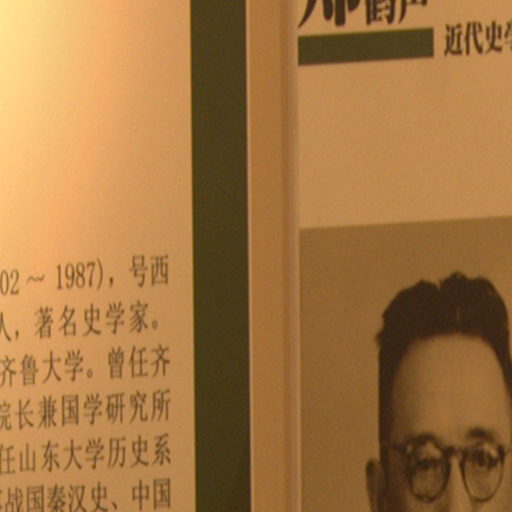 02～1987），号西
人，著名史学家。
齐鲁大学。曾任齐
院长兼国学研究所
任山东大学历史系
战国秦汉史、中国
鹤声
近代史学